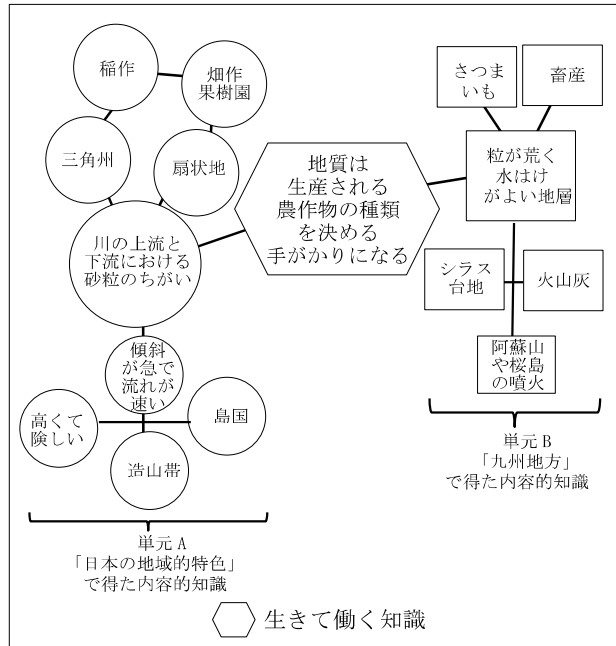 稲作
畑作
果樹園
三角州
扇状地
川の上流と
下流における
砂粒のちがい
傾斜
が急で
流れが
速い
高くて
険しい
島国
造山帯
単元A
「日本の地域的特色」
で得た内容的知識
地質は
生産される
農作物の種類
を決める
手がかりになる
さつま
いも
畜産
粒が荒く
水はけ
がよい地層
シラス
台地
火山灰
阿蘇山
や桜島
の噴火
単元B
「九州地方」
で得た内容的知識
生きて働く知識